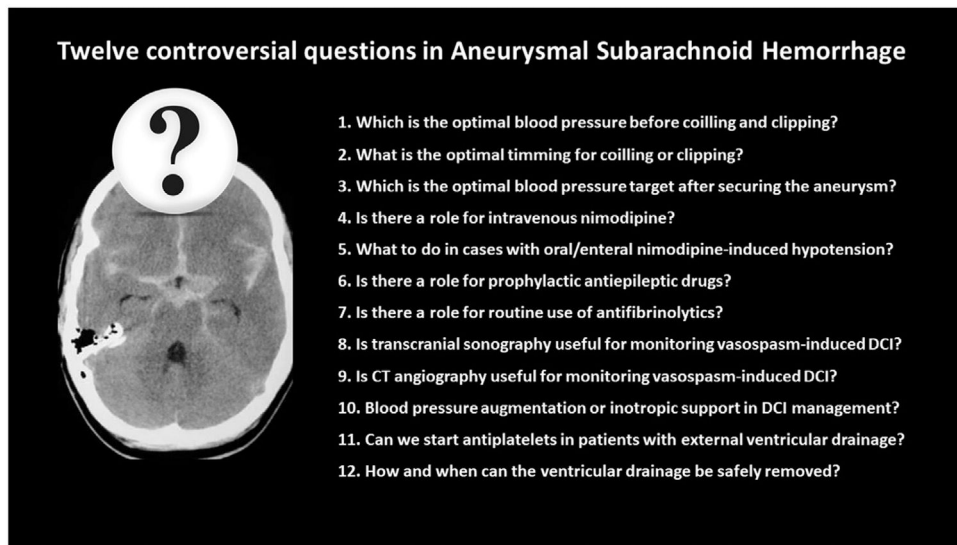 Twelve controversial questions in Aneurysmal Subarachnoid Hemorrhage
?
1. Which is the optimal blood pressure before coilling and clipping?
2. What is the optimal timming for coilling or clipping?
3. Which is the optimal blood pressure target after securing the aneurysm?
4. Is there a role for intravenous nimodipine?
5. What to do in cases with oral/enteral nimodipine-induced hypotension?
6. Is there a role for prophylactic antiepileptic drugs?
7. Is there a role for routine use of antifibrinolytics?
8. Is transcranial sonography useful for monitoring vasospasm-induced DCI?
9. Is CT angiography useful for monitoring vasospasm-induced DCI?
10. Blood pressure augmentation or inotropic support in DCI management?
11. Can we start antiplatelets in patients with external ventricular drainage?
12. How and when can the ventricular drainage be safely removed?